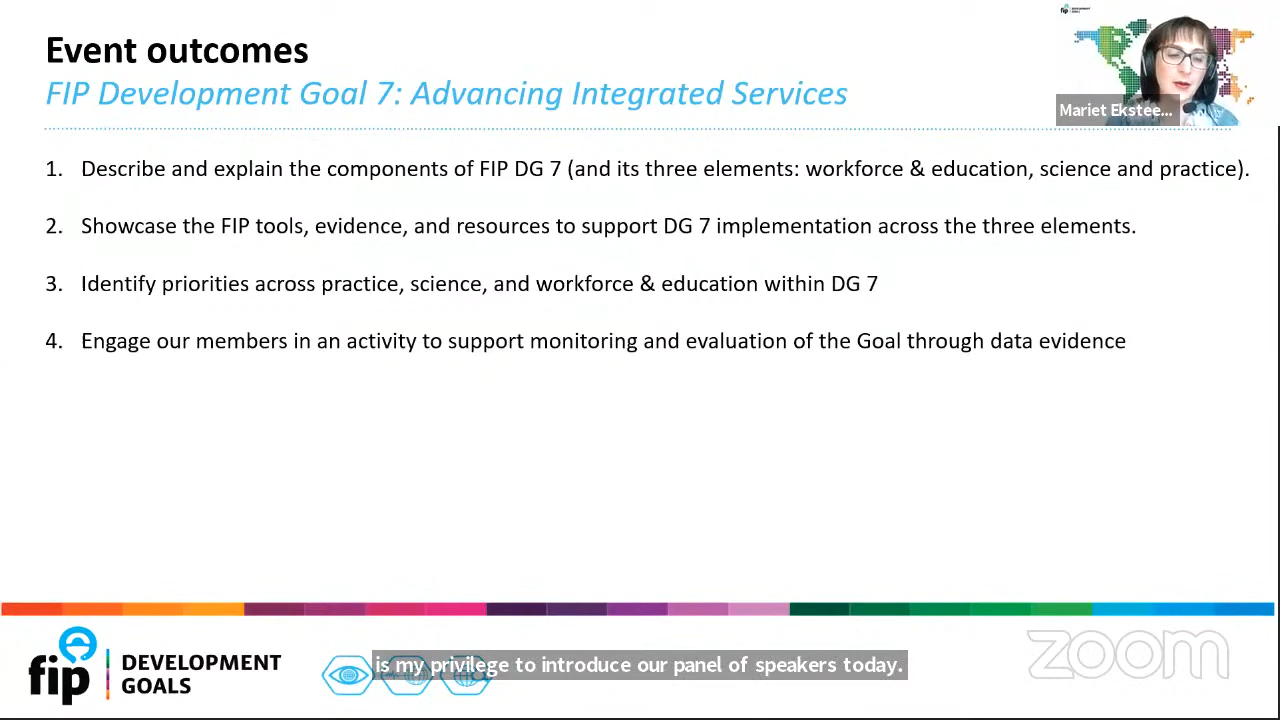 Event outcomes
FIP Development Goal 7: Advancing Integrated Services
fip
Mariet Ekstee...
1. Describe and explain the components of FIP DG 7 (and its three elements: workforce & education, science and practice).
2. Showcase the FIP tools, evidence, and resources to support DG 7 implementation across the three elements.
3. Identify priorities across practice, science, and workforce & education within DG 7
4. Engage our members in an activity to support monitoring and evaluation of the Goal through data evidence
fip
DEVELOPMENT
GOALS
is my privilege to introduce our panel of speakers today.
zoom